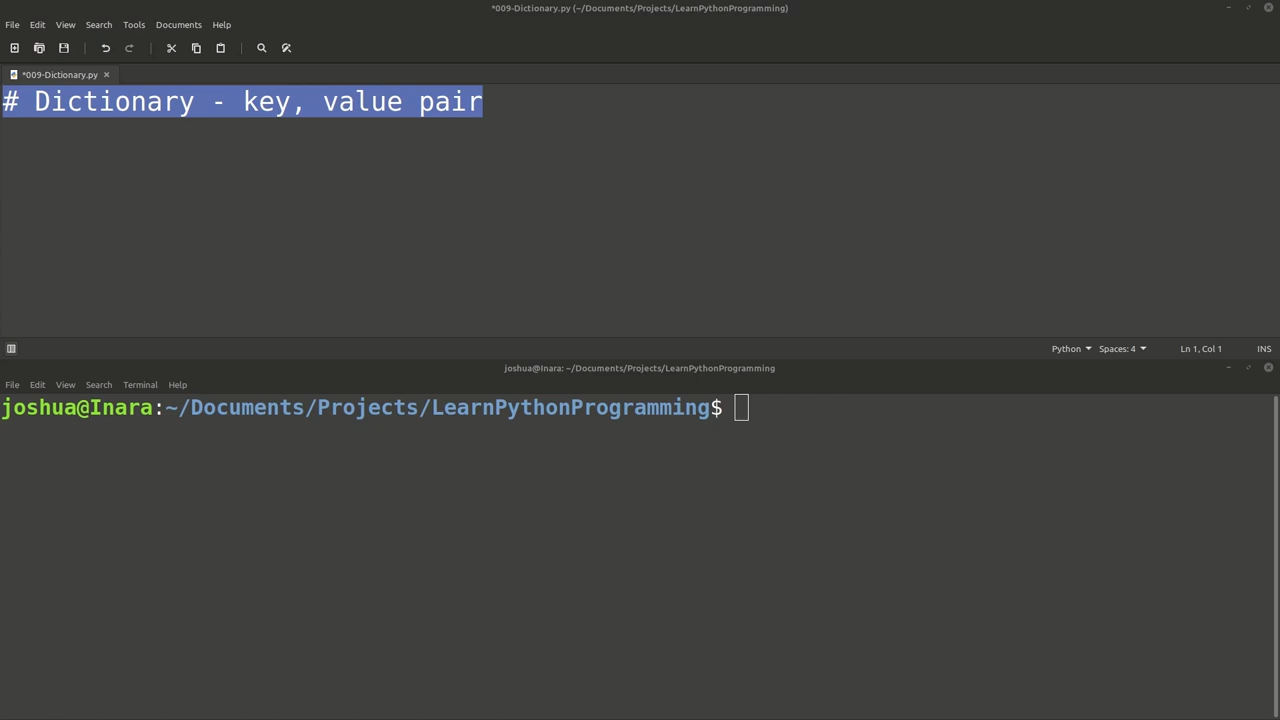 *009-Dictionary.py (~/Documents/Projects/LearnPythonProgramming)
File Edit View Search Tools Documents Help
*009-Dictionary.py ×
# Dictionary - key, value pair
Python Spaces: 4 Ln 1, Col 1 INS
joshua@Inara: ~/Documents/Projects/LearnPythonProgramming
File Edit View Search Terminal Help
joshua@Inara:~/Documents/Projects/LearnPythonProgramming$